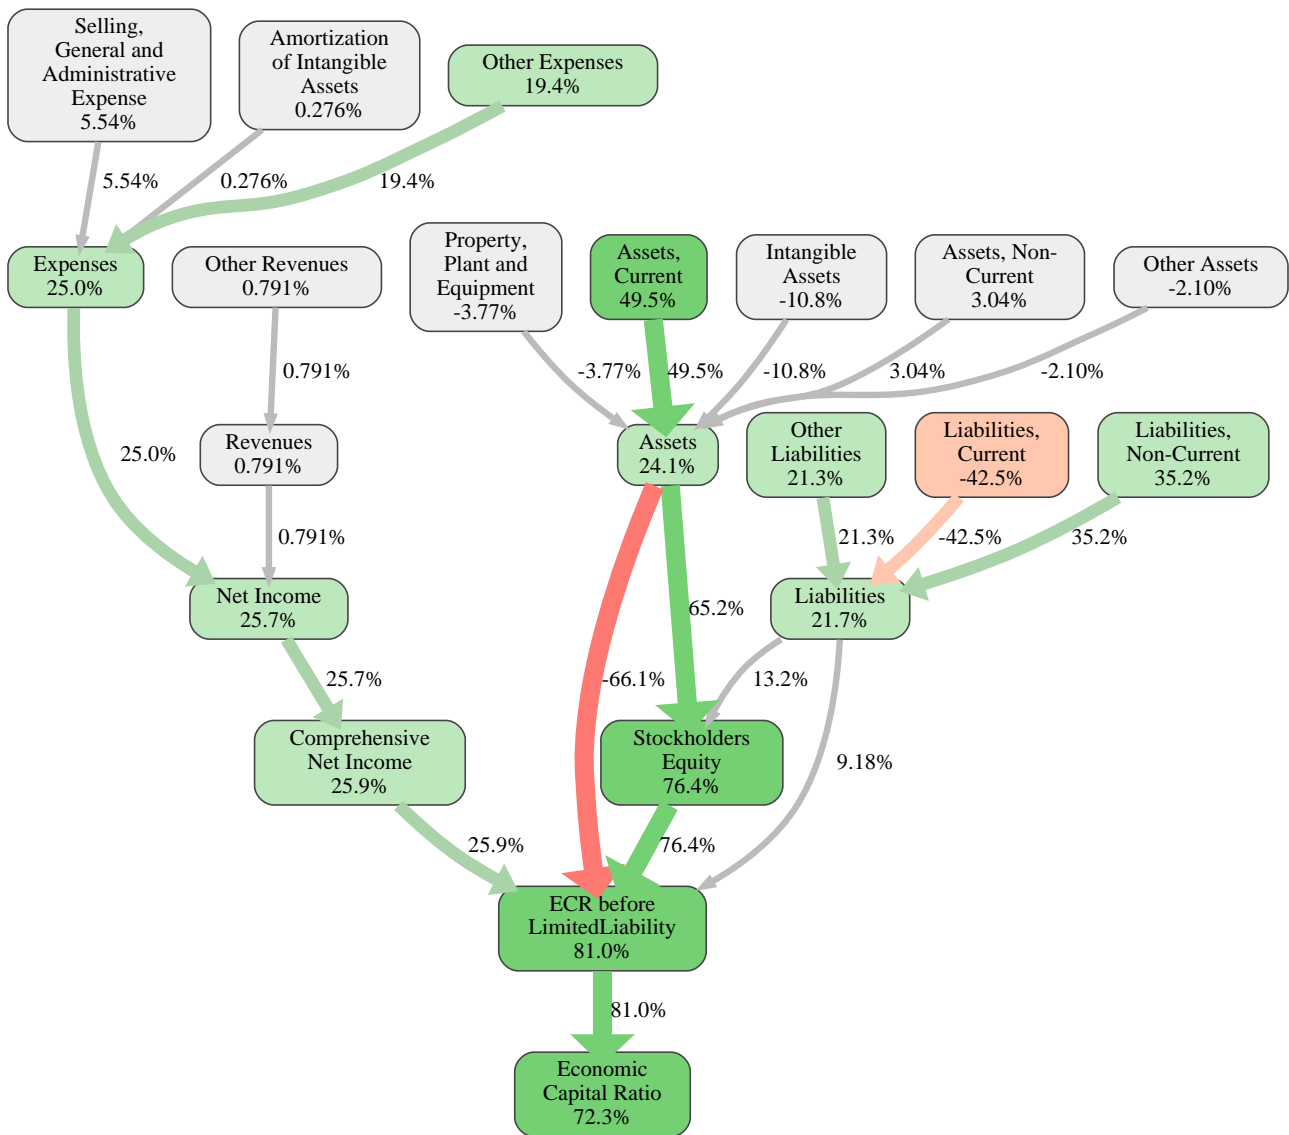 Selling,
General and
Administrative
Expense
5.54%
Amortization
of Intangible
Assets
0.276%
Other Expenses
19.4%
5.54%
0.276%
19.4%
Expenses
25.0%
Other Revenues
0.791%
Property,
Plant and
Equipment
-3.77%
Assets,
Current
49.5%
Intangible
Assets
-10.8%
Assets, Non-
Current
3.04%
Other Assets
-2.10%
0.791%
-3.77%
49.5%
-10.8%
3.04%
-2.10%
25.0%
Revenues
0.791%
Assets
24.1%
Other
Liabilities
21.3%
Liabilities,
Current
-42.5%
Liabilities,
Non-Current
35.2%
0.791%
21.3%
-42.5%
35.2%
Net Income
25.7%
65.2%
Liabilities
21.7%
25.7%
-66.1%
13.2%
Comprehensive
Net Income
25.9%
Stockholders
Equity
76.4%
9.18%
25.9%
76.4%
ECR before
LimitedLiability
81.0%
81.0%
Economic
Capital Ratio
72.3%